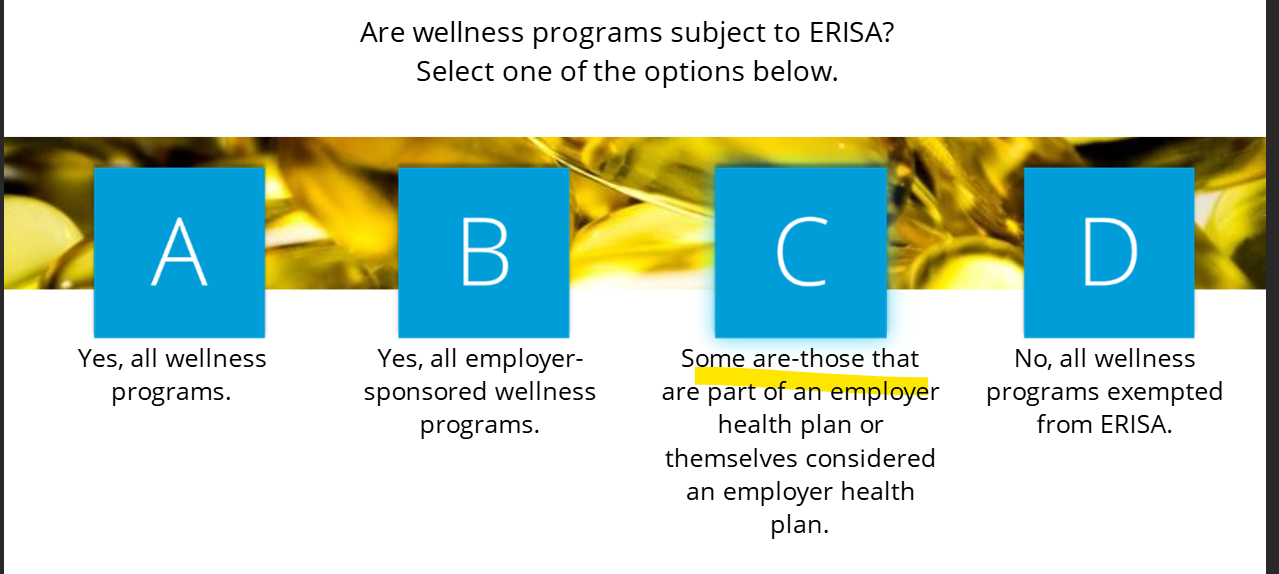 Are wellness programs subject to ERISA?
Select one of the options below.
A
B
C
D
Yes, all wellness
programs.
Yes, all employer-
sponsored wellness
programs.
Some are-those that
are part of an employer
health plan or
themselves considered
an employer health
plan.
No, all wellness
programs exempted
from ERISA.